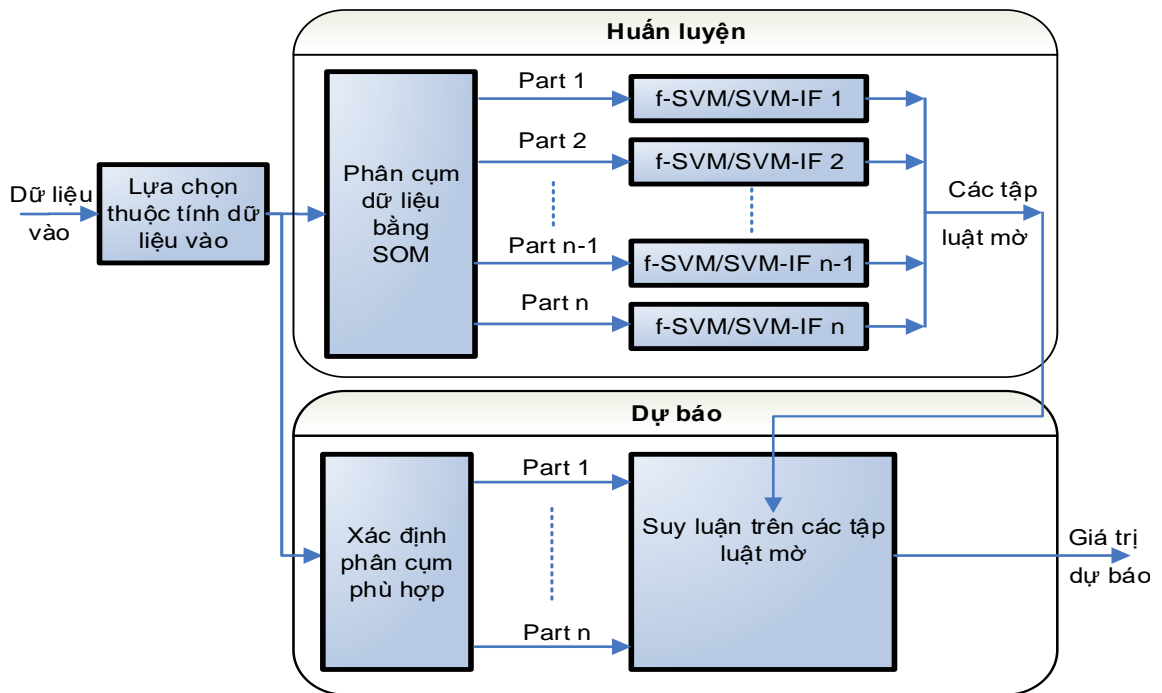 Huấn luyện
Part 1
f-SVM/SVM-IF 1
Part 2
f-SVM/SVM-IF 2
Dữ liệu
vào
Lựa chọn
thuộc tính dữ
liệu vào
Phân cụm
dữ liệu
bằng
SOM
Các tập
luật mờ
Part n-1
f-SVM/SVM-IF n-1
Part n
f-SVM/SVM-IF n
Dự báo
Part 1
Xác định
phân cụm
phù hợp
Suy luận trên các tập
luật mờ
Giá trị
dự báo
Part n